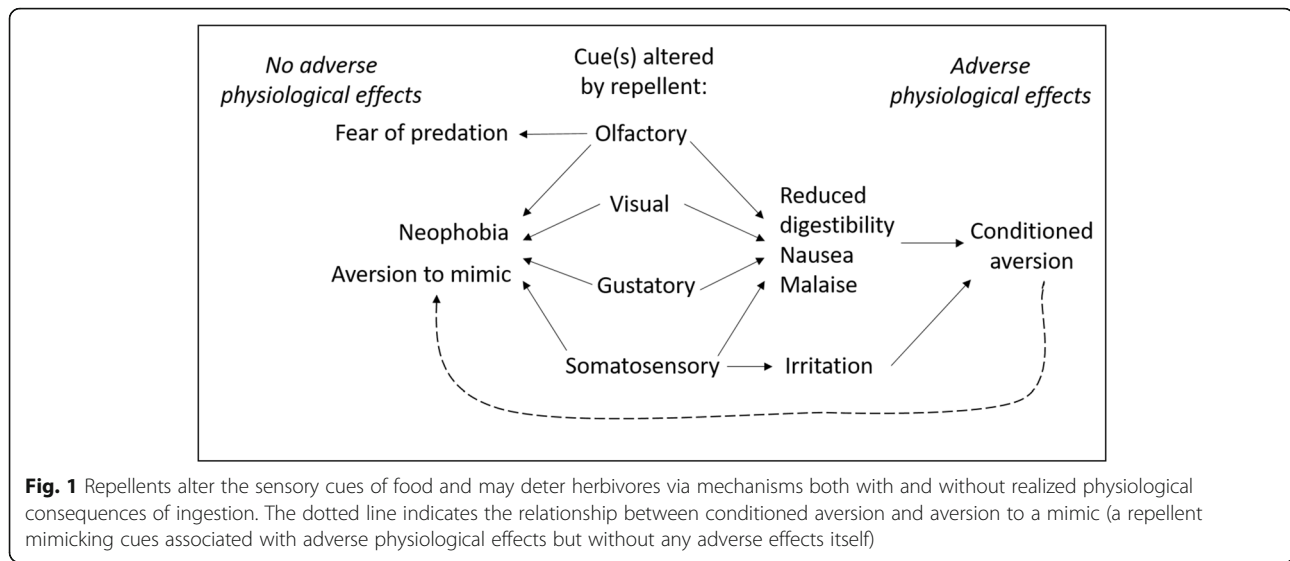 No adverse
physiological effects
Cue(s) altered
by repellent:
Adverse
physiological effects
Fear of predation
Olfactory
Visual
Neophobia
Aversion to mimic
Gustatory
Somatosensory
Reduced
digestibility
Nausea
Malaise
Irritation
Conditioned
aversion
Fig. 1 Repellents alter the sensory cues of food and may deter herbivores via mechanisms both with and without realized physiological
consequences of ingestion. The dotted line indicates the relationship between conditioned aversion and aversion to a mimic (a repellent
mimicking cues associated with adverse physiological effects but without any adverse effects itself)